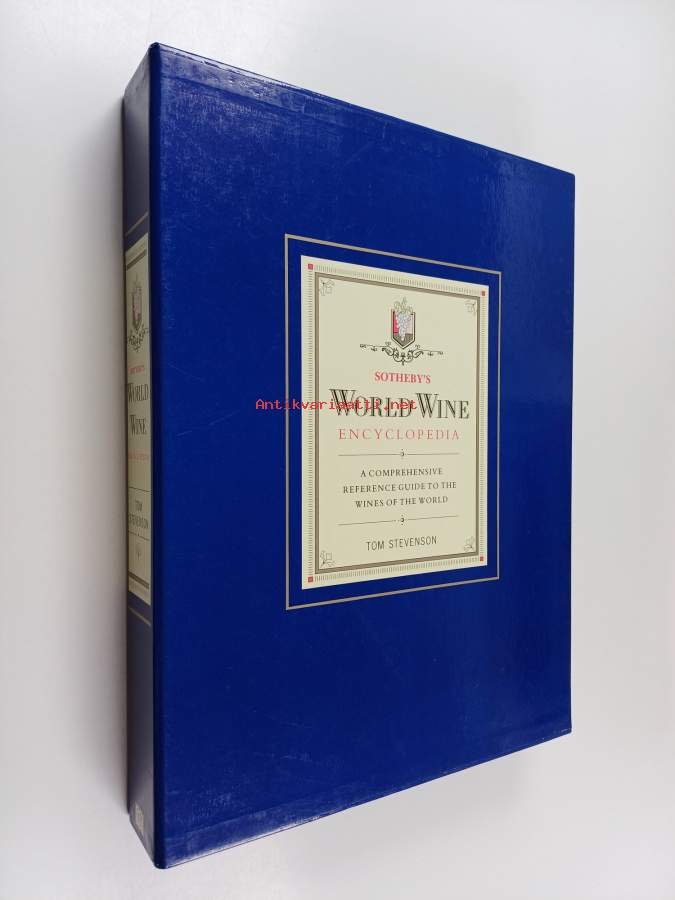 SOTHEBY'S
WORLD WINE
ENCYCLOPEDIA
A COMPREHENSIVE
REFERENCE GUIDE TO THE
WINES OF THE WORLD
TOM STEVENSON
Antikvariaatti.net
SOTHEBY'S
WORLD
WINE
ENCYCLOPEDIA
TOM
STEVENSON